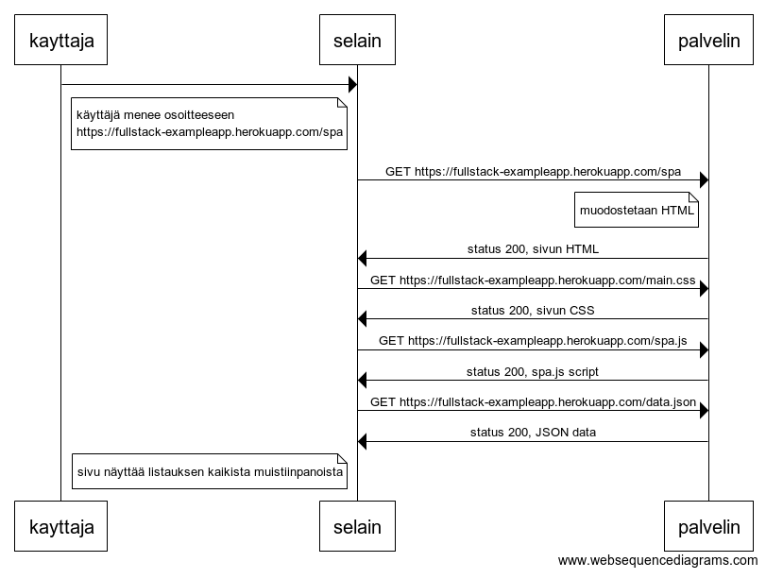 kayttaja
selain
palvelin
käyttäjä menee osoitteeseen
https://fullstack-exampleapp.herokuapp.com/spa
GET https://fullstack-exampleapp.herokuapp.com/spa
muodostetaan HTML
status 200, sivun HTML
GET https://fullstack-exampleapp.herokuapp.com/main.css
status 200, sivun CSS
GET https://fullstack-exampleapp.herokuapp.com/spa.js
status 200, spa.js script
GET https://fullstack-exampleapp.herokuapp.com/data.json
status 200, JSON data
sivu näyttää listauksen kaikista muistiinpanoista
kayttaja
selain
palvelin
www.websequencediagrams.com